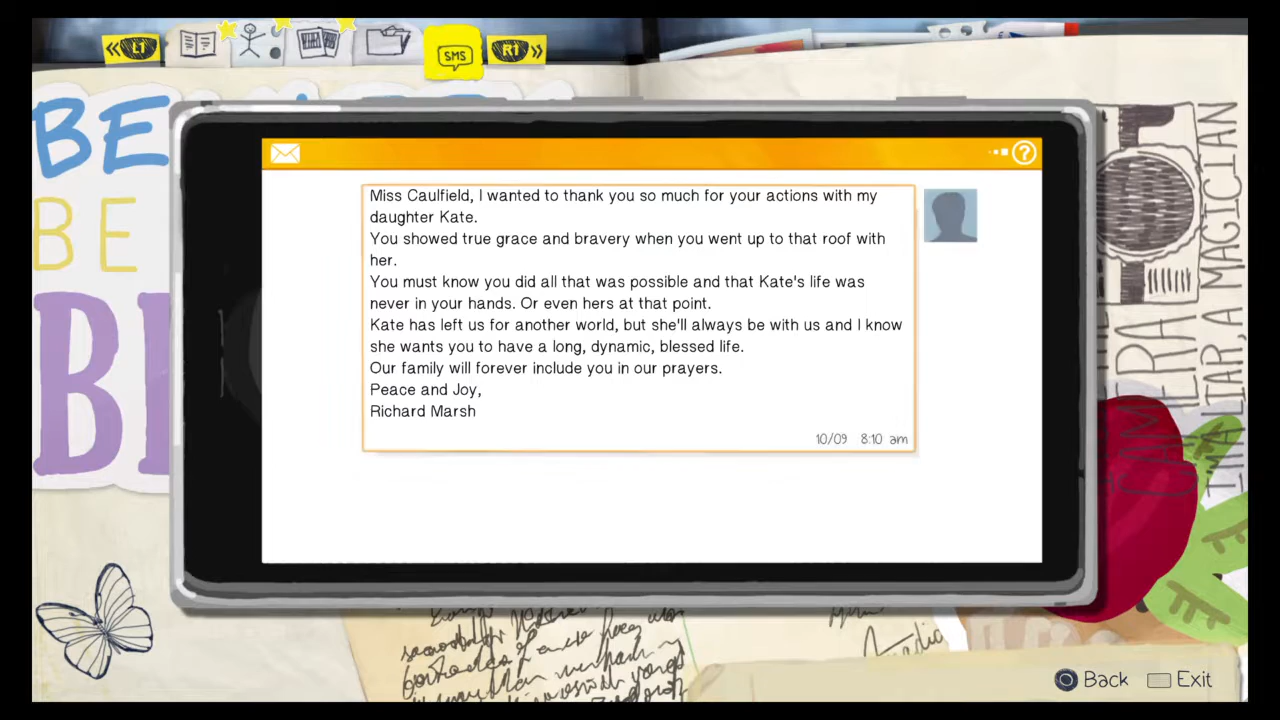 L1
SMS
R1
BE
BE
Miss Caulfield, I wanted to thank you so much for your actions with my
daughter Kate.
You showed true grace and bravery when you went up to that roof with
her.
You must know you did all that was possible and that Kate's life was
never in your hands. Or even hers at that point.
Kate has left us for another world, but she'll always be with us and I know
she wants you to have a long, dynamic, blessed life.
Our family will forever include you in our prayers.
Peace and Joy,
Richard Marsh
10/09 8:10 am
?
CAMERA
LIAR, A MAGICIAN
Back
Exit